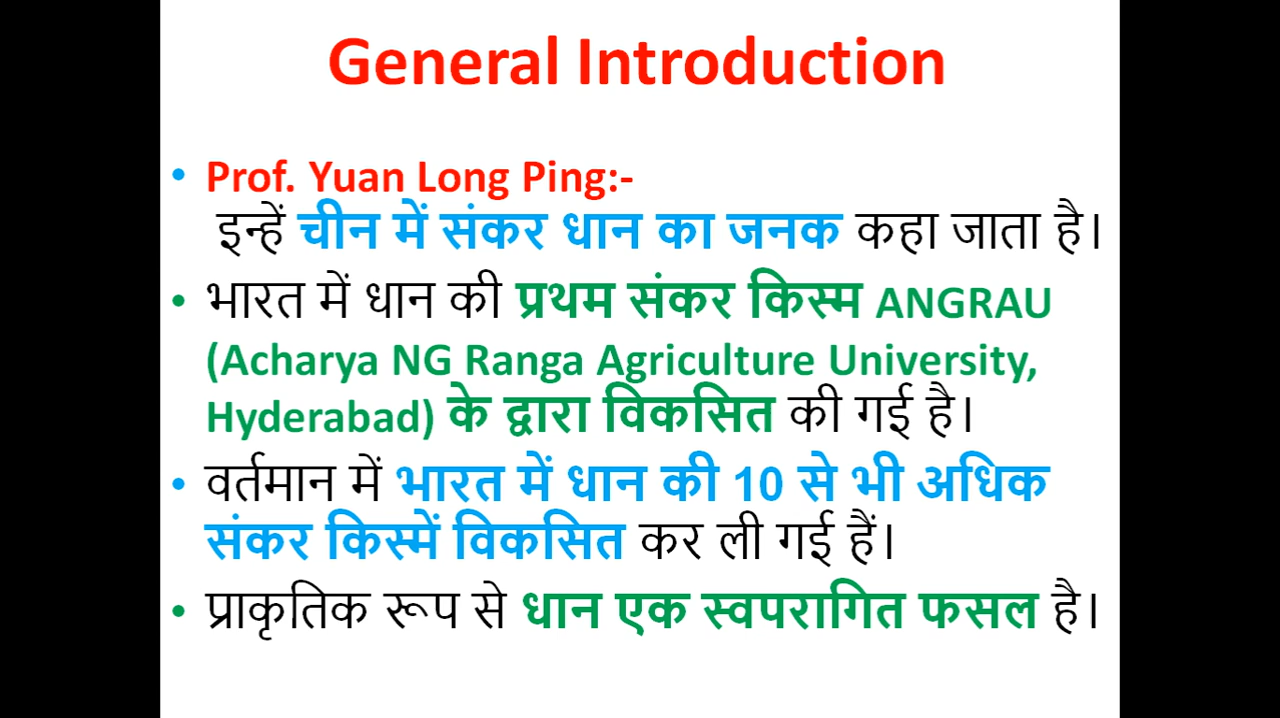 General Introduction
• Prof. Yuan Long Ping:-
इन्हें चीन में संकर धान का जनक कहा जाता है।
• भारत में धान की प्रथम संकर किस्म ANGRAU
(Acharya NG Ranga Agriculture University,
Hyderabad) के द्वारा विकसित की गई है।
• वर्तमान में भारत में धान की 10 से भी अधिक
संकर किस्में विकसित कर ली गई हैं।
• प्राकृतिक रूप से धान एक स्वपरागित फसल है।